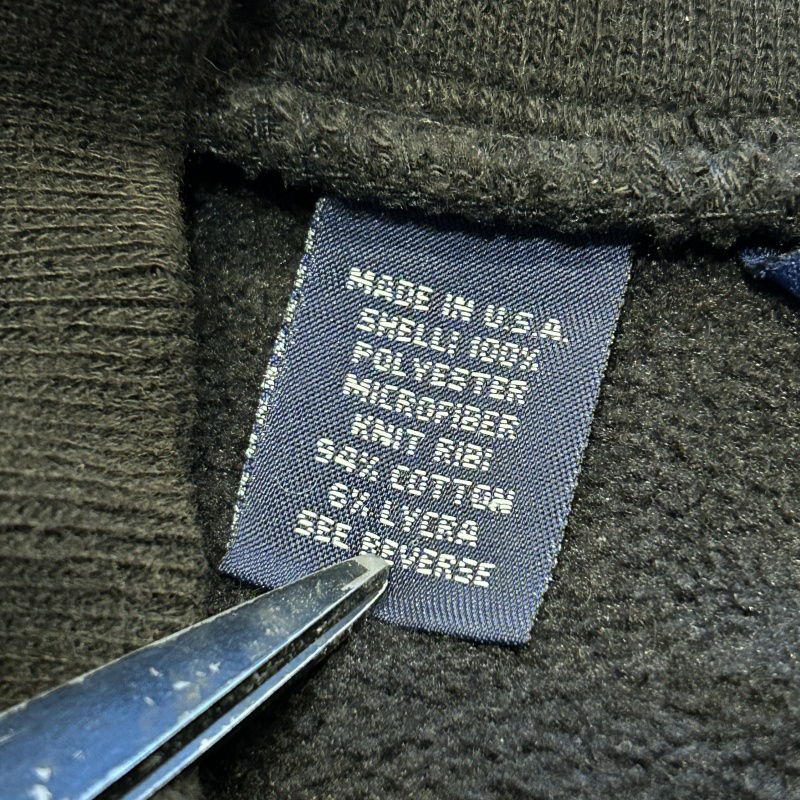 MADE IN U.S.A.
SHELL: 100%
POLYESTER
MICROFIBER
KNIT RIB:
94% COTTON
6% LYCRA
SEE REVERSE